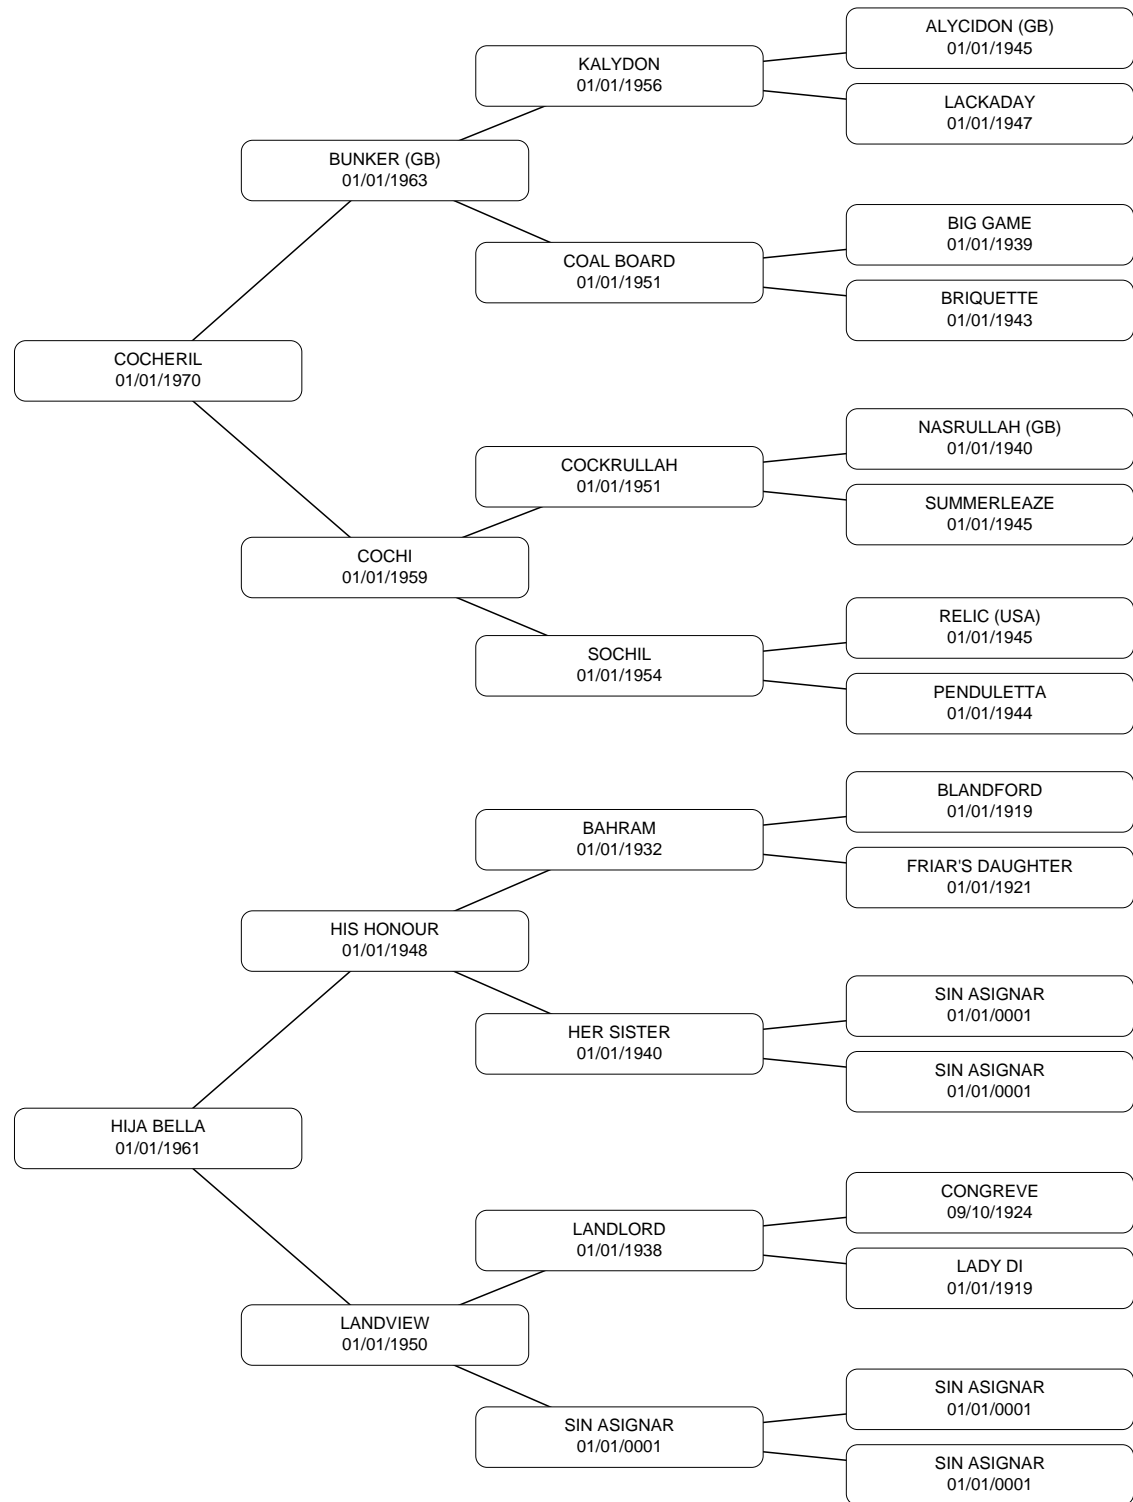 ALYCIDON (GB)
01/01/1945
KALYDON
01/01/1956
LACKADAY
01/01/1947
BUNKER (GB)
01/01/1963
BIG GAME
01/01/1939
COAL BOARD
01/01/1951
BRIQUETTE
01/01/1943
COCHERIL
01/01/1970
NASRULLAH (GB)
01/01/1940
COCKRULLAH
01/01/1951
SUMMERLEAZE
01/01/1945
COCHI
01/01/1959
RELIC (USA)
01/01/1945
SOCHIL
01/01/1954
PENDULETTA
01/01/1944
BLANDFORD
01/01/1919
BAHRAM
01/01/1932
FRIAR'S DAUGHTER
01/01/1921
HIS HONOUR
01/01/1948
SIN ASIGNAR
01/01/0001
HER SISTER
01/01/1940
SIN ASIGNAR
01/01/0001
HIJA BELLA
01/01/1961
CONGREVE
09/10/1924
LANDLORD
01/01/1938
LADY DI
01/01/1919
LANDVIEW
01/01/1950
SIN ASIGNAR
01/01/0001
SIN ASIGNAR
01/01/0001
SIN ASIGNAR
01/01/0001